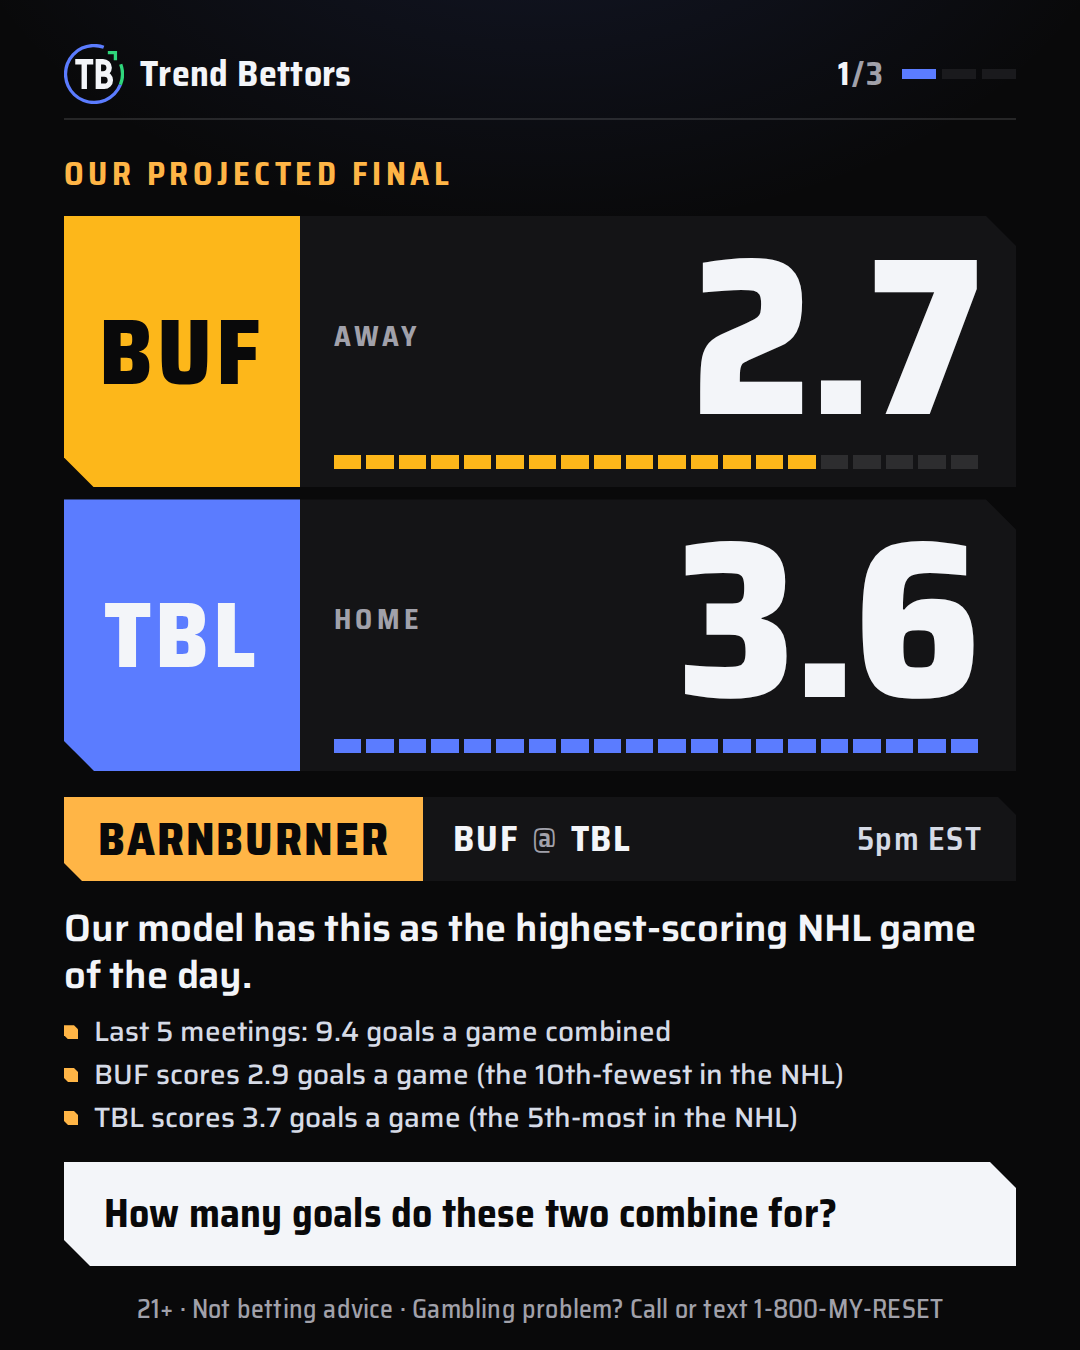 TB Trend Bettors
1/3
OUR PROJECTED FINAL
BUF
AWAY
2.7
TBL
HOME
3.6
BARNBURNER
BUF @ TBL
5pm EST
Our model has this as the highest-scoring NHL game
of the day.
Last 5 meetings: 9.4 goals a game combined
BUF scores 2.9 goals a game (the 10th-fewest in the NHL)
TBL scores 3.7 goals a game (the 5th-most in the NHL)
How many goals do these two combine for?
21+ · Not betting advice · Gambling problem? Call or text 1-800-MY-RESET